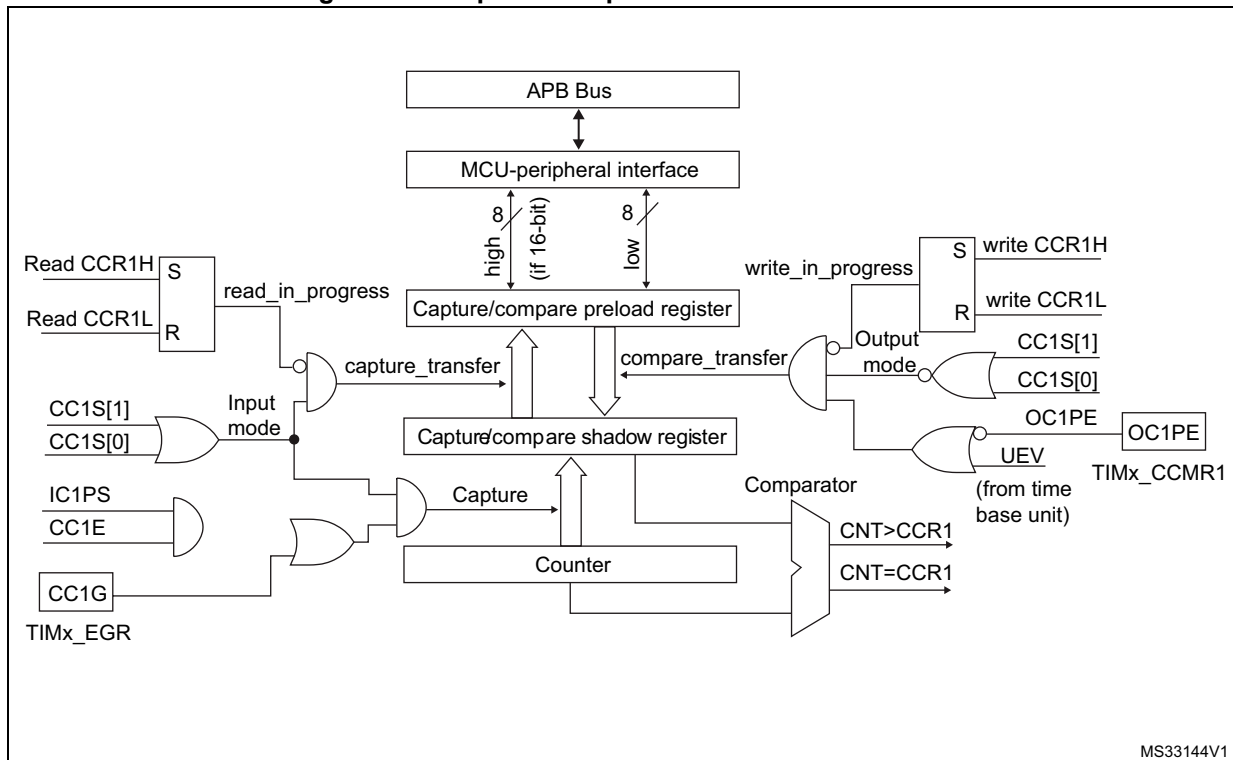 APB Bus
MCU-peripheral interface
8
high
(if 16-bit)
8
low
Read CCR1H
S
read_in_progress
Read CCR1L
R
write_in_progress
S
write CCR1H
R
write CCR1L
Capture/compare preload register
capture_transfer
compare_transfer
Output
mode
CC1S[1]
CC1S[0]
CC1S[1]
CC1S[0]
Input
mode
Capture/compare shadow register
OC1PE
OC1PE
UEV
TIMx_CCMR1
(from time
base unit)
IC1PS
CC1E
Capture
Comparator
CNT>CCR1
Counter
CNT=CCR1
CC1G
TIMx_EGR
MS33144V1